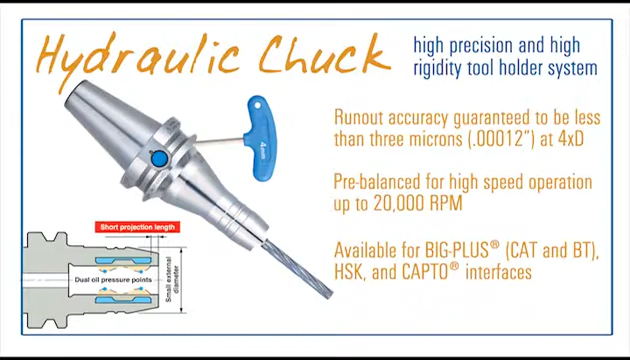 Hydraulic Chuck
high precision and high
rigidity tool holder system
Runout accuracy guaranteed to be less
than three microns (.00012”) at 4xD
Pre-balanced for high speed operation
up to 20,000 RPM
Available for BIG-PLUS® (CAT and BT),
HSK, and CAPTO® interfaces
4mm
Short projection length
Dual oil pressure points
Small external
diameter